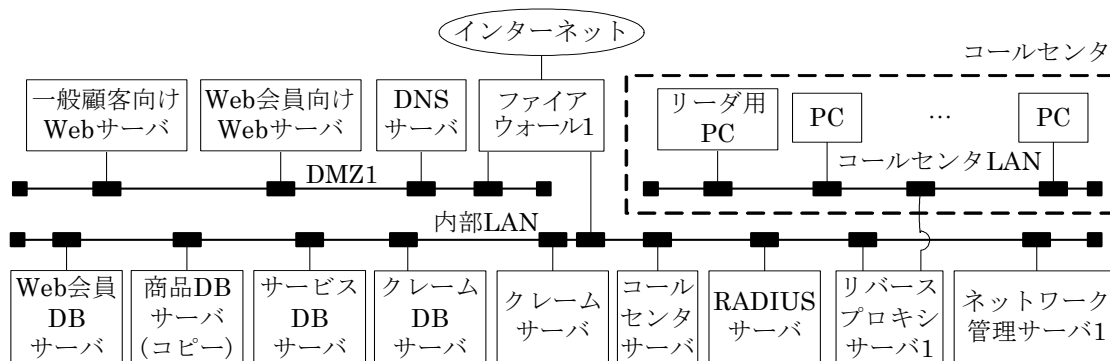 インターネット
コールセンタ
一般顧客向け
Webサーバ
Web会員向け
Webサーバ
DNS
サーバ
ファイア
ウォール1
リーダ用
PC
PC
…
PC
コールセンタLAN
DMZ1
内部LAN
Web会員
DB
サーバ
商品DB
サーバ
(コピー)
サービス
DB
サーバ
クレーム
DB
サーバ
クレーム
サーバ
コール
センタ
サーバ
RADIUS
サーバ
リバース
プロキシ
サーバ1
ネットワーク
管理サーバ1